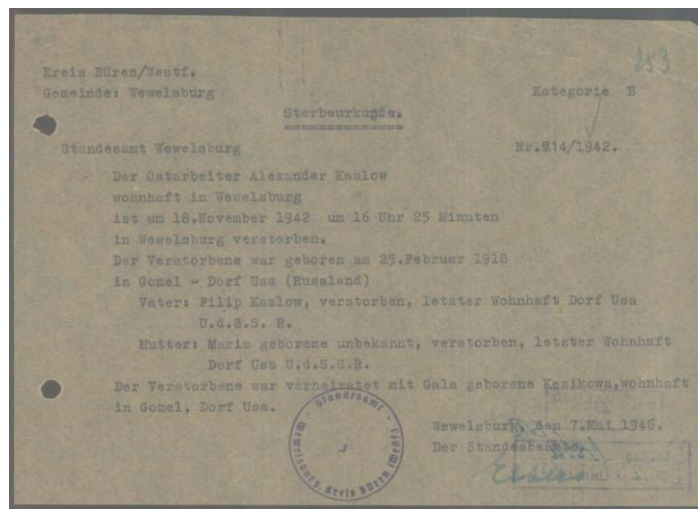 253
Kreis Büren/Westf.
Gemeinde: Wewelsburg
Kategorie B
Sterbeurkunde.
Standesamt Wewelsburg
Nr. 714/1942.
Der Ostarbeiter Alexander Kaslow
wohnhaft in Wewelsburg
ist am 18.November 1942 um 16 Uhr 25 Minuten
in Wewelsburg verstorben.
Der Verstorbene war geboren am 25.Februar 1918
in Gomel - Dorf Usa (Russland)
Vater: Filip Kaslow, verstorben, letzter Wohnhaft Dorf Usa
U.d.S.S. R.
Mutter: Maria geborene unbekannt, verstorben, letzter Wohnhaft
Dorf Usa U.d.S.S.R.
Der Verstorbene war verheiratet mit Gala geborene Kasikowa,wohnhaft
in Gomel, Dorf Usa.
Wewelsburg, den 7.Mai 1946.
Der Standesbeamte.
Standesamt
Wewelsburg, Kreis Büren (Westf.)